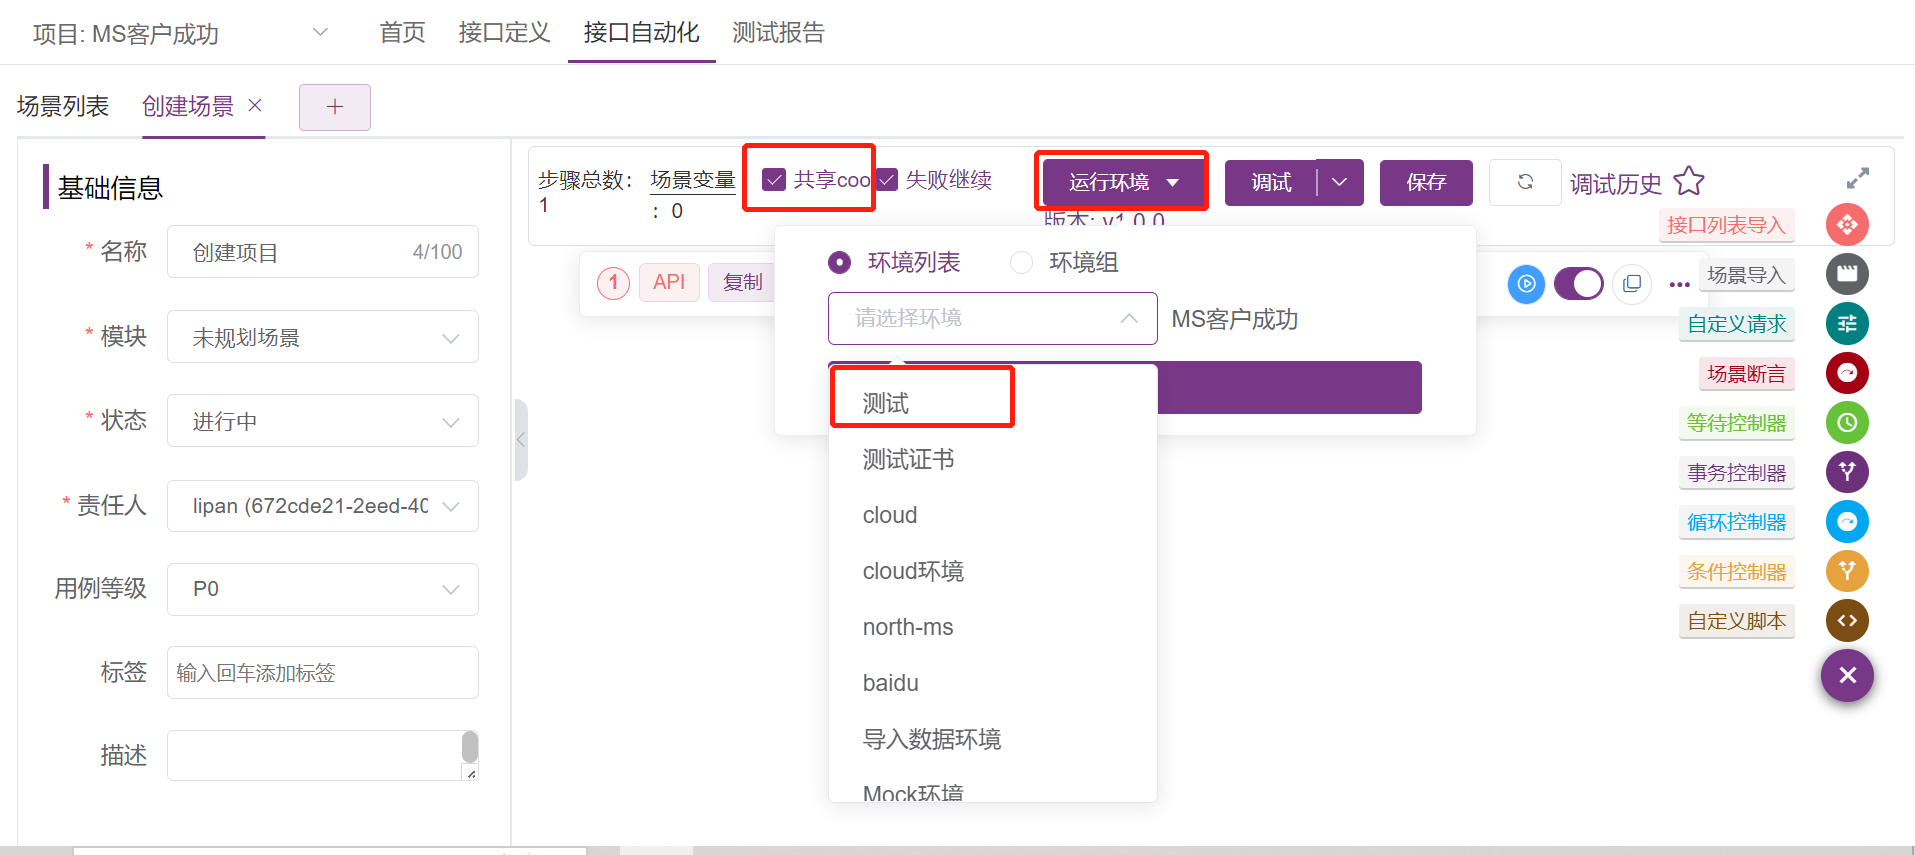 项目: MS客户成功
首页
接口定义
接口自动化
测试报告
场景列表
创建场景
基础信息
* 名称
创建项目
4/100
* 模块
未规划场景
* 状态
进行中
* 责任人
lipan (672cde21-2eed-40
用例等级
P0
标签
输入回车添加标签
描述
步骤总数：
1
场景变量
：0
共享coo
失败继续
运行环境
调试
保存
调试历史
版本: v1.0.0
1
API
复制
环境列表
环境组
请选择环境
MS客户成功
测试
测试证书
cloud
cloud环境
north-ms
baidu
导入数据环境
Mock环境
接口列表导入
场景导入
自定义请求
场景断言
等待控制器
事务控制器
循环控制器
条件控制器
自定义脚本